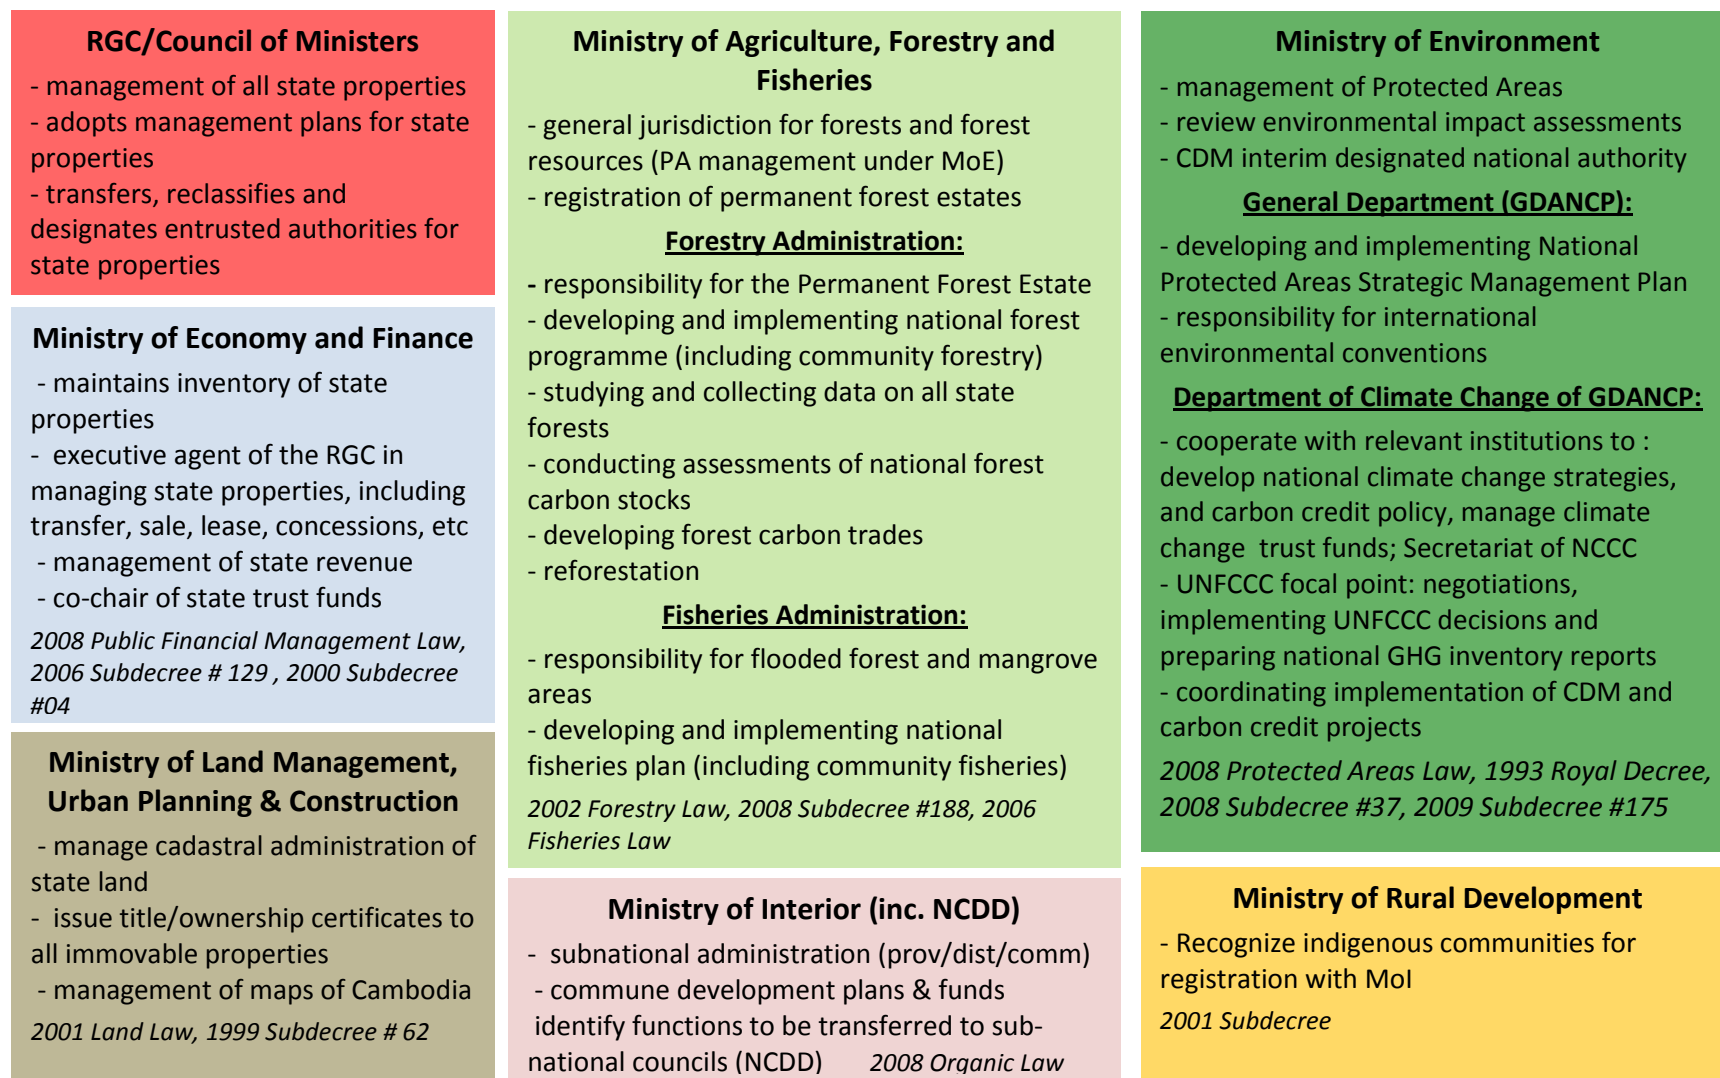 RGC/Council of Ministers
- management of all state properties
- adopts management plans for state
properties
- transfers, reclassifies and
designates entrusted authorities for
state properties
Ministry of Economy and Finance
- maintains inventory of state
properties
- executive agent of the RGC in
managing state properties, including
transfer, sale, lease, concessions, etc
- management of state revenue
- co-chair of state trust funds
2008 Public Financial Management Law,
2006 Subdecree # 129 , 2000 Subdecree
#04
Ministry of Land Management,
Urban Planning & Construction
- manage cadastral administration of
state land
- issue title/ownership certificates to
all immovable properties
- management of maps of Cambodia
2001 Land Law, 1999 Subdecree # 62
Ministry of Agriculture, Forestry and
Fisheries
- general jurisdiction for forests and forest
resources (PA management under MoE)
- registration of permanent forest estates
Forestry Administration:
- responsibility for the Permanent Forest Estate
- developing and implementing national forest
programme (including community forestry)
- studying and collecting data on all state
forests
- conducting assessments of national forest
carbon stocks
- developing forest carbon trades
- reforestation
Fisheries Administration:
- responsibility for flooded forest and mangrove
areas
- developing and implementing national
fisheries plan (including community fisheries)
2002 Forestry Law, 2008 Subdecree #188, 2006
Fisheries Law
Ministry of Interior (inc. NCDD)
- subnational administration (prov/dist/comm)
- commune development plans & funds
identify functions to be transferred to sub-
national councils (NCDD) 2008 Organic Law
Ministry of Environment
- management of Protected Areas
- review environmental impact assessments
- CDM interim designated national authority
General Department (GDANCP):
- developing and implementing National
Protected Areas Strategic Management Plan
- responsibility for international
environmental conventions
Department of Climate Change of GDANCP:
- cooperate with relevant institutions to :
develop national climate change strategies,
and carbon credit policy, manage climate
change trust funds; Secretariat of NCCC
- UNFCCC focal point: negotiations,
implementing UNFCCC decisions and
preparing national GHG inventory reports
- coordinating implementation of CDM and
carbon credit projects
2008 Protected Areas Law, 1993 Royal Decree,
2008 Subdecree #37, 2009 Subdecree #175
Ministry of Rural Development
- Recognize indigenous communities for
registration with MoI
2001 Subdecree